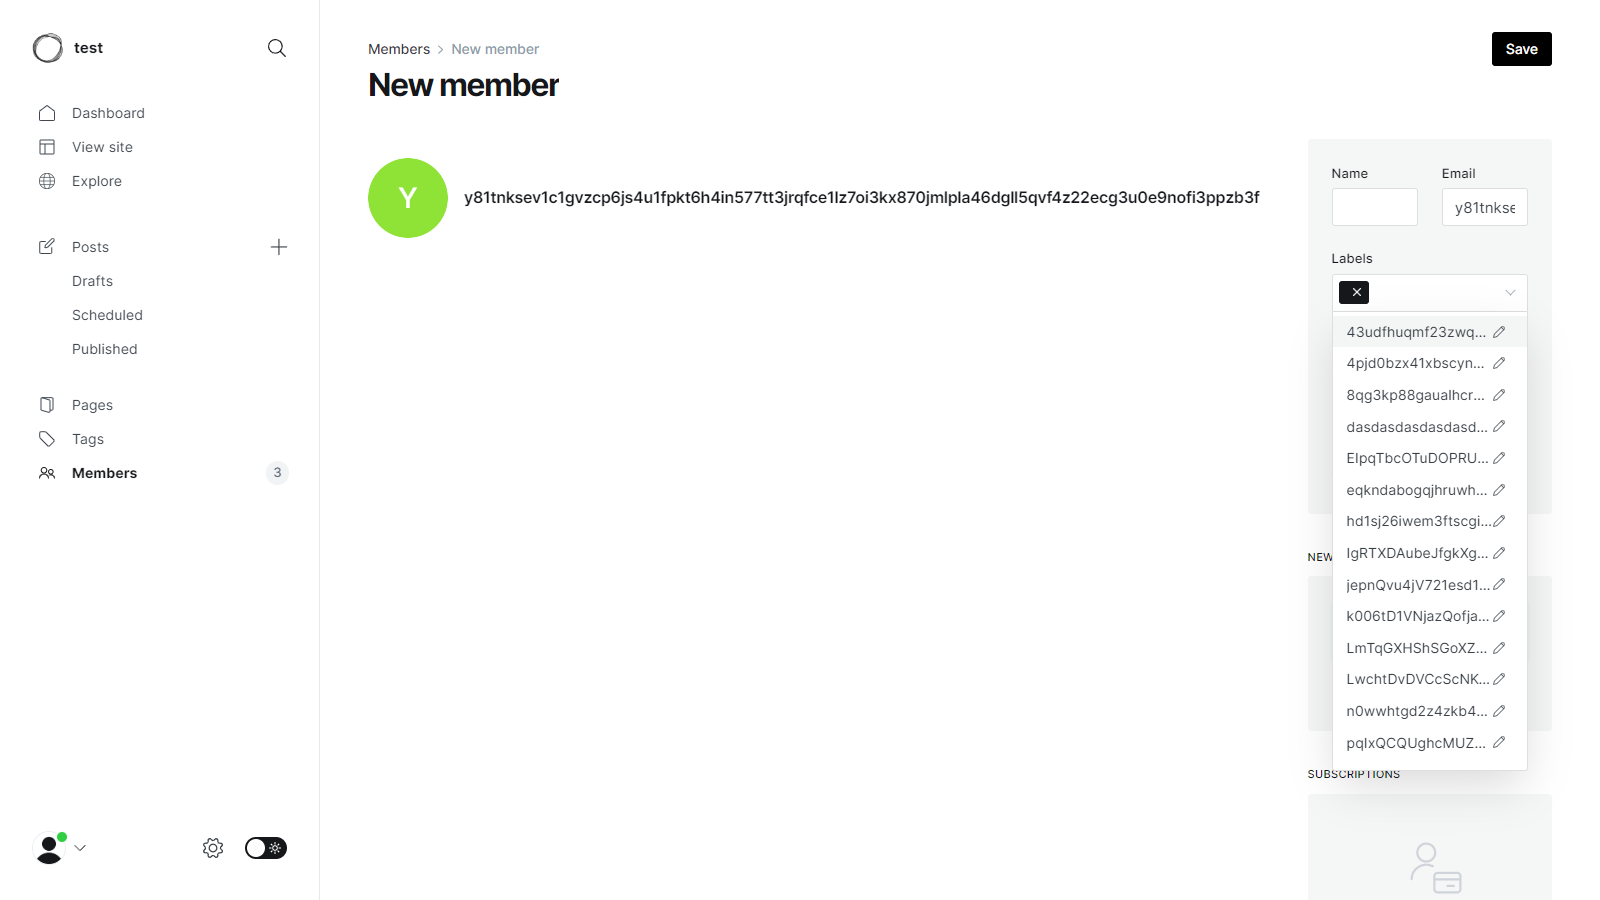 test
Dashboard
View site
Explore
Posts
Drafts
Scheduled
Published
Pages
Tags
Members 3
Members > New member
New member
Save
Y
y81tnksev1c1gvzcp6js4u1fpkt6h4in577tt3jrqfce1lz7oi3kx870jmlpla46dgll5qvf4z22ecg3u0e9nofi3ppzb3f
Name Email
y81tnkse
Labels
43udfhuqmf23zwq...
4pjd0bzx41xbscyn...
8qg3kp88gaualhcr...
dasdasdasdasdasd...
EIpqTbcOTuDOPRU...
eqkndabogqjhruwh...
hd1sj26iwem3ftscgi...
IgRTXDAubeJfgkXg...
jepnQvu4jV721esd1...
k006tD1VNjazQofja...
LmTqGXHShSGoXZ...
LwchtDvDVCcScNK...
n0wwhtgd2z4zkb4...
pqIxQCQUghcMUZ...
NEW
SUBSCRIPTIONS